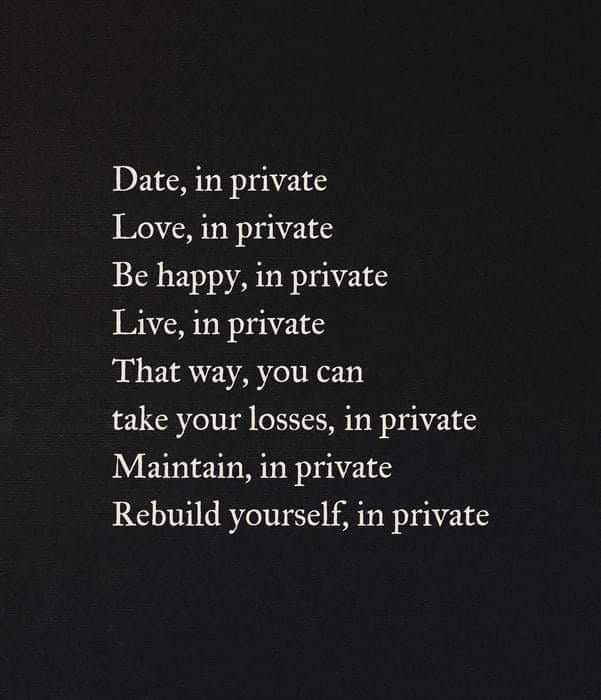 Date, in private
Love, in private
Be happy, in private
Live, in private
That way, you can
take your losses, in private
Maintain, in private
Rebuild yourself, in private